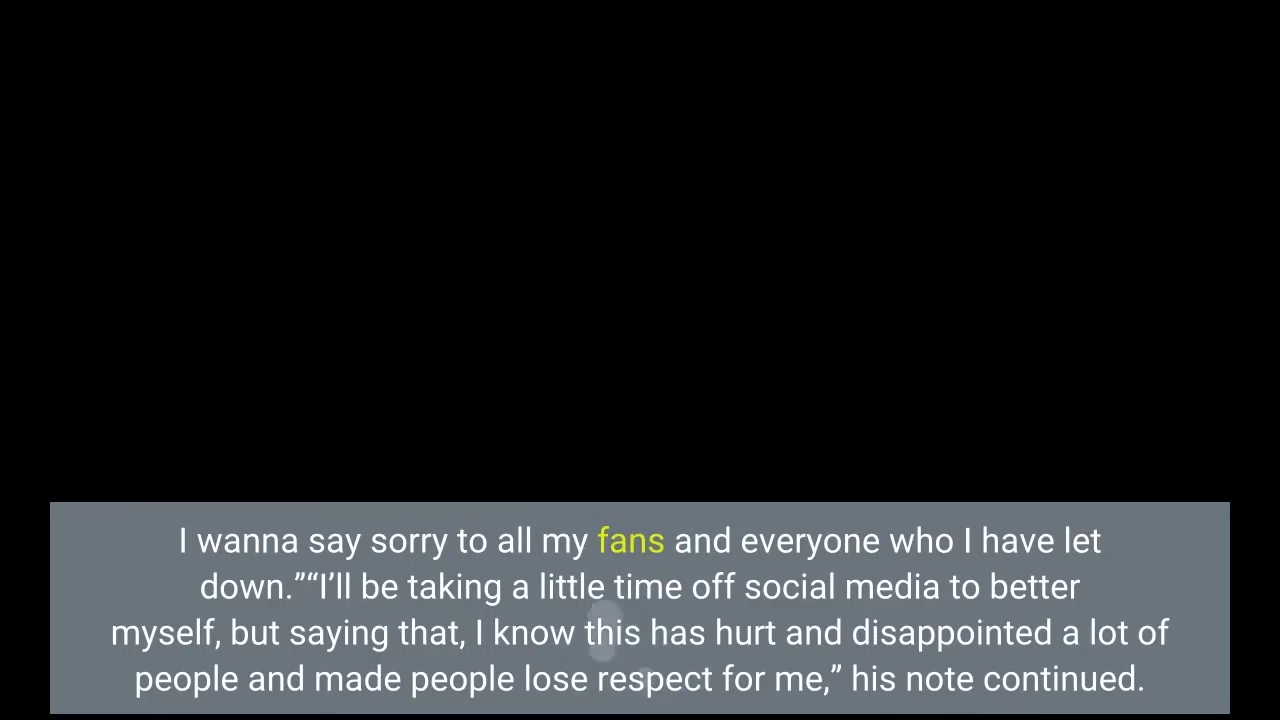 I wanna say sorry to all my fans and everyone who I have let
down.”“I’ll be taking a little time off social media to better
myself, but saying that, I know this has hurt and disappointed a lot of
people and made people lose respect for me,” his note continued.